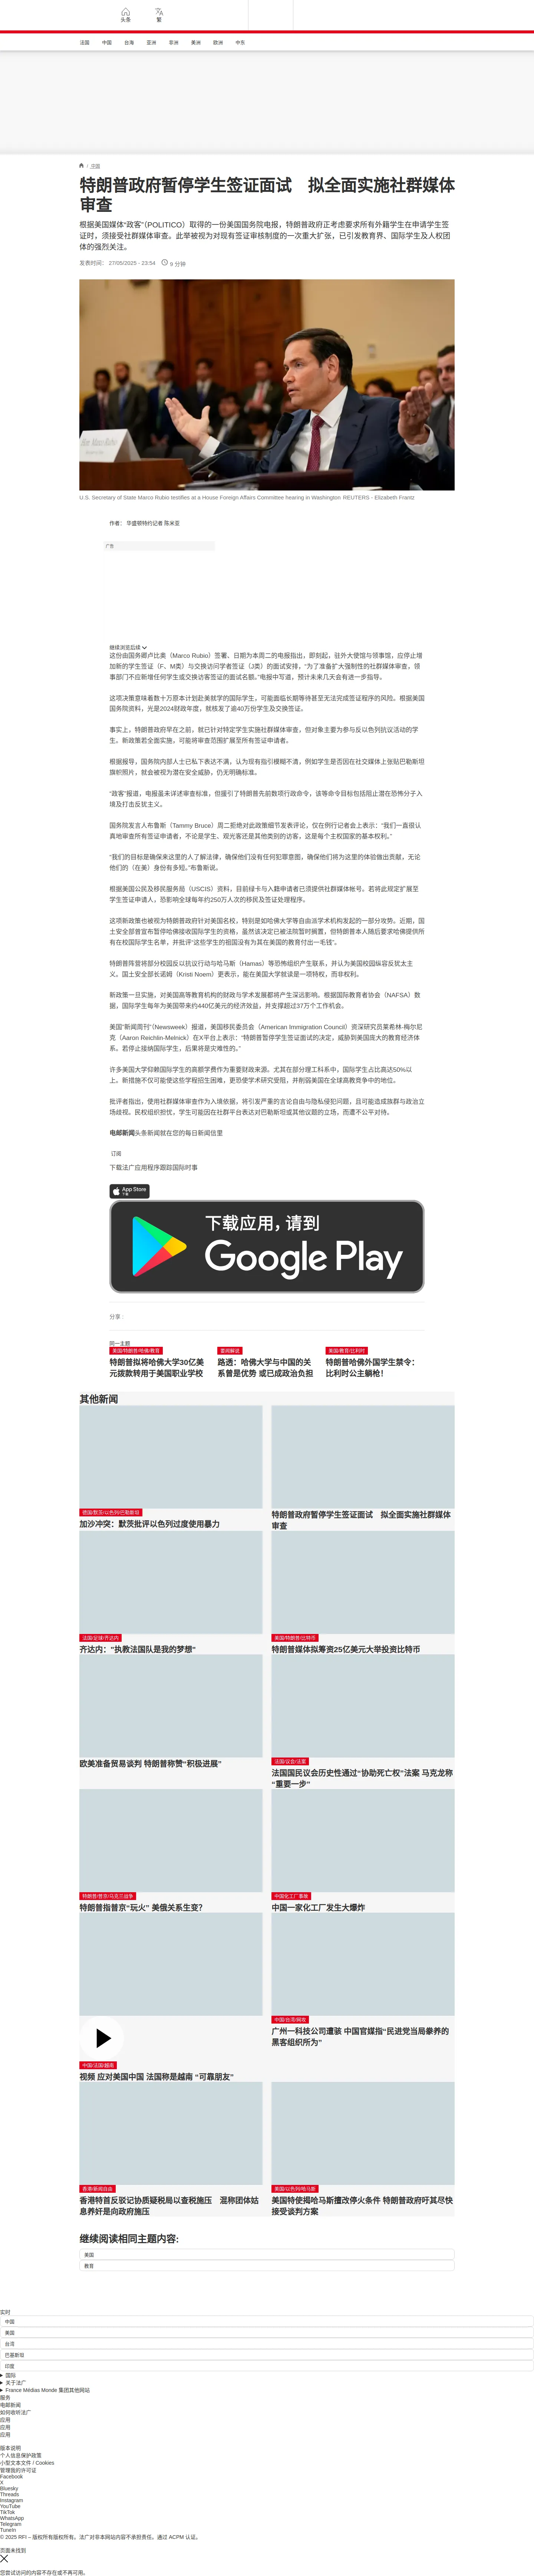 头条
繁
法国
中国
台海
亚洲
非洲
美洲
欧洲
中东
/ 中国
特朗普政府暂停学生签证面试　拟全面实施社群媒体
审查
根据美国媒体“政客”（POLITICO）取得的一份美国国务院电报，特朗普政府正考虑要求所有外籍学生在申请学生签
证时，须接受社群媒体审查。此举被视为对现有签证审核制度的一次重大扩张，已引发教育界、国际学生及人权团
体的强烈关注。
发表时间： 27/05/2025 - 23:54 9 分钟
U.S. Secretary of State Marco Rubio testifies at a House Foreign Affairs Committee hearing in Washington REUTERS - Elizabeth Frantz
作者： 华盛顿特约记者 陈米亚
广告
继续浏览后续
这份由国务卿卢比奥（Marco Rubio）签署、日期为本周二的电报指出，即刻起，驻外大使馆与领事馆，应停止增
加新的学生签证（F、M类）与交换访问学者签证（J类）的面试安排，“为了准备扩大强制性的社群媒体审查，领
事部门不应新增任何学生或交换访客签证的面试名额。”电报中写道，预计未来几天会有进一步指导。
这项决策意味着数十万原本计划赴美就学的国际学生，可能面临长期等待甚至无法完成签证程序的风险。根据美国
国务院资料，光是2024财政年度，就核发了逾40万份学生及交换签证。
事实上，特朗普政府早在之前，就已针对特定学生实施社群媒体审查，但对象主要为参与反以色列抗议活动的学
生。新政策若全面实施，可能将审查范围扩展至所有签证申请者。
根据报导，国务院内部人士已私下表达不满，认为现有指引模糊不清，例如学生是否因在社交媒体上张贴巴勒斯坦
旗帜照片，就会被视为潜在安全威胁，仍无明确标准。
“政客”报道，电报虽未详述审查标准，但援引了特朗普先前数项行政命令，该等命令目标包括阻止潜在恐怖分子入
境及打击反犹主义。
国务院发言人布鲁斯（Tammy Bruce）周二拒绝对此政策细节发表评论，仅在例行记者会上表示：“我们一直很认
真地审查所有签证申请者，不论是学生、观光客还是其他类别的访客，这是每个主权国家的基本权利。”
“我们的目标是确保来这里的人了解法律，确保他们没有任何犯罪意图，确保他们将为这里的体验做出贡献，无论
他们的（在美）身份有多短。”布鲁斯说。
根据美国公民及移民服务局（USCIS）资料，目前绿卡与入籍申请者已须提供社群媒体帐号。若将此规定扩展至
学生签证申请人，恐影响全球每年约250万人次的移民及签证处理程序。
这项新政策也被视为特朗普政府针对美国名校，特别是如哈佛大学等自由派学术机构发起的一部分攻势。近期，国
土安全部曾宣布暂停哈佛接收国际学生的资格，虽然该决定已被法院暂时搁置，但特朗普本人随后要求哈佛提供所
有在校国际学生名单，并批评“这些学生的祖国没有为其在美国的教育付出一毛钱”。
特朗普阵营将部分校园反以抗议行动与哈马斯（Hamas）等恐怖组织产生联系，并认为美国校园纵容反犹太主
义。国土安全部长诺姆（Kristi Noem）更表示，能在美国大学就读是一项特权，而非权利。
新政策一旦实施，对美国高等教育机构的财政与学术发展都将产生深远影响。根据国际教育者协会（NAFSA）数
据，国际学生每年为美国带来约440亿美元的经济效益，并支撑超过37万个工作机会。
美国“新闻周刊”（Newsweek）报道，美国移民委员会（American Immigration Council）资深研究员莱希林-梅尔尼
克（Aaron Reichlin-Melnick）在X平台上表示：“特朗普暂停学生签证面试的决定，威胁到美国庞大的教育经济体
系。若停止接纳国际学生，后果将是灾难性的。”
许多美国大学仰赖国际学生的高额学费作为重要财政来源。尤其在部分理工科系中，国际学生占比高达50%以
上。新措施不仅可能使这些学程招生困难，更恐使学术研究受阻，并削弱美国在全球高教竞争中的地位。
批评者指出，使用社群媒体审查作为入境依据，将引发严重的言论自由与隐私侵犯问题，且可能造成族群与政治立
场歧视。民权组织担忧，学生可能因在社群平台表达对巴勒斯坦或其他议题的立场，而遭不公平对待。
电邮新闻头条新闻就在您的每日新闻信里
订阅
下载法广应用程序跟踪国际时事
App Store
下载
下载应用，请到
Google Play
分享 :
同一主题
美国/特朗普/哈佛/教育
特朗普拟将哈佛大学30亿美
元拨款转用于美国职业学校
要闻解说
路透：哈佛大学与中国的关
系曾是优势 或已成政治负担
美国/教育/比利时
特朗普哈佛外国学生禁令：
比利时公主躺枪！
其他新闻
德国/默茨/以色列/巴勒斯坦
加沙冲突：默茨批评以色列过度使用暴力
特朗普政府暂停学生签证面试　拟全面实施社群媒体
审查
法国/足球/齐达内
齐达内：“执教法国队是我的梦想”
美国/特朗普/比特币
特朗普媒体拟筹资25亿美元大举投资比特币
欧美准备贸易谈判 特朗普称赞“积极进展”
法国/议会/法案
法国国民议会历史性通过“协助死亡权”法案 马克龙称
“重要一步”
特朗普/普京/乌克兰战争
特朗普指普京“玩火” 美俄关系生变？
中国化工厂事故
中国一家化工厂发生大爆炸
中国/法国/越南
视频 应对美国中国 法国称是越南 “可靠朋友”
中国/台湾/网攻
广州一科技公司遭骇 中国官媒指“民进党当局豢养的
黑客组织所为”
香港/新闻自由
香港特首反驳记协质疑税局以查税施压　混称团体姑
息养奸是向政府施压
美国/以色列/哈马斯
美国特使揭哈马斯擅改停火条件 特朗普政府吁其尽快
接受谈判方案
继续阅读相同主题内容:
美国
教育
实时
中国
美国
台湾
巴基斯坦
印度
国际
关于法广
France Médias Monde 集团其他网站
服务
电邮新闻
如何收听法广
应用
应用
应用
版本说明
个人信息保护政策
小型文本文件 / Cookies
管理我的许可证
Facebook
X
Bluesky
Threads
Instagram
YouTube
TikTok
WhatsApp
Telegram
TuneIn
© 2025 RFI – 版权所有版权所有。法广对非本网站内容不承担责任。通过 ACPM 认证。
页面未找到
您尝试访问的内容不存在或不再可用。